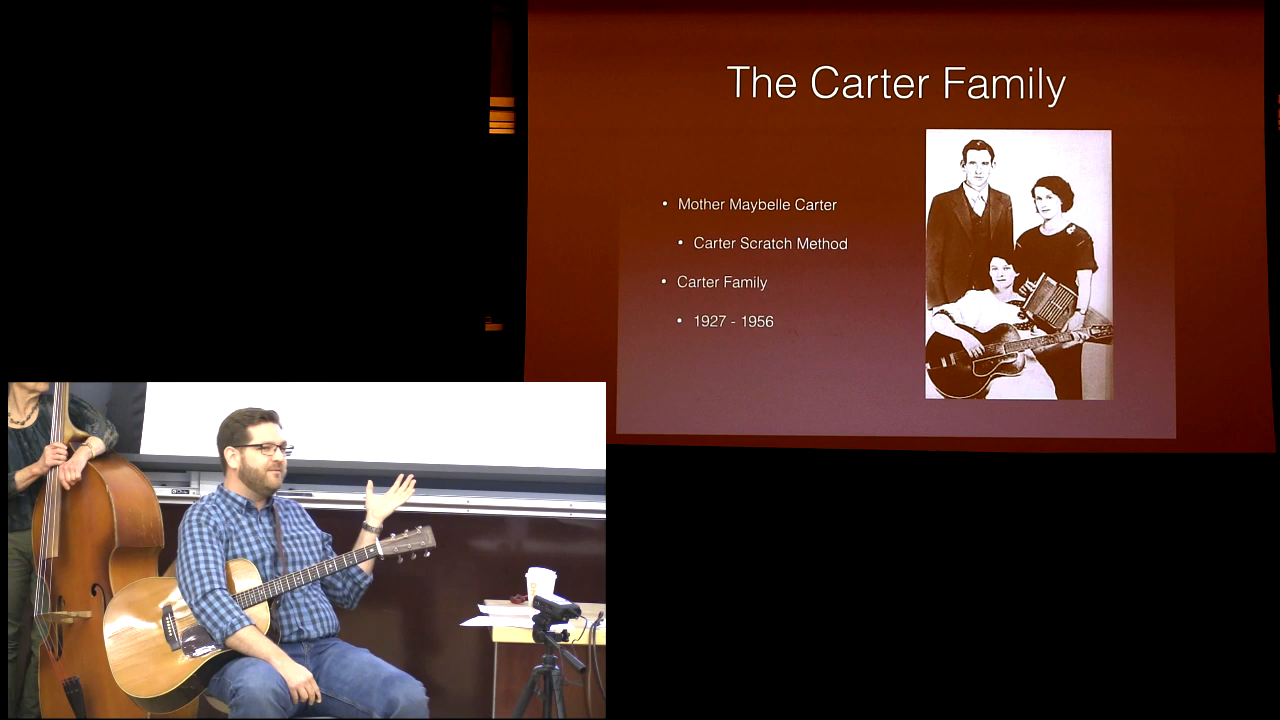 The Carter Family
• Mother Maybelle Carter
• Carter Scratch Method
• Carter Family
• 1927 - 1956